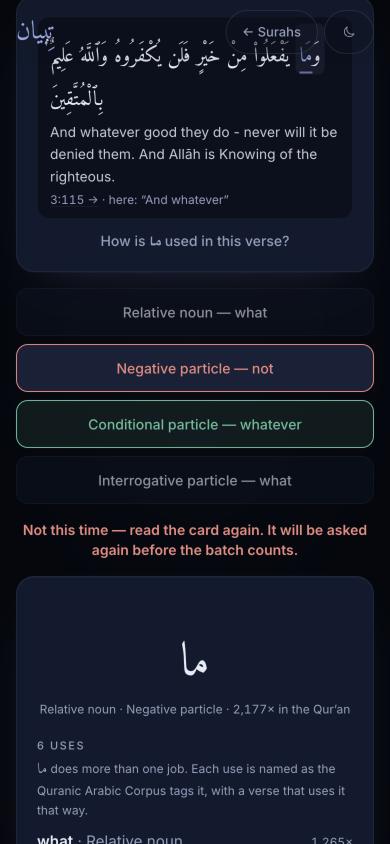 تبيان
← Surahs
وَمَا يَفْعَلُوا۟ مِنْ خَيْرٍ فَلَن يُكْفَرُوهُ وَٱللَّهُ عَلِيمٌۢ
بِٱلْمُتَّقِينَ
And whatever good they do - never will it be
denied them. And Allāh is Knowing of the
righteous.
3:115 → · here: “And whatever”
How is ما used in this verse?
Relative noun — what
Negative particle — not
Conditional particle — whatever
Interrogative particle — what
Not this time — read the card again. It will be asked
again before the batch counts.
ما
Relative noun · Negative particle · 2,177× in the Qur’an
6 USES
ما does more than one job. Each use is named as the
Quranic Arabic Corpus tags it, with a verse that uses it
that way.
what · Relative noun 1,265×